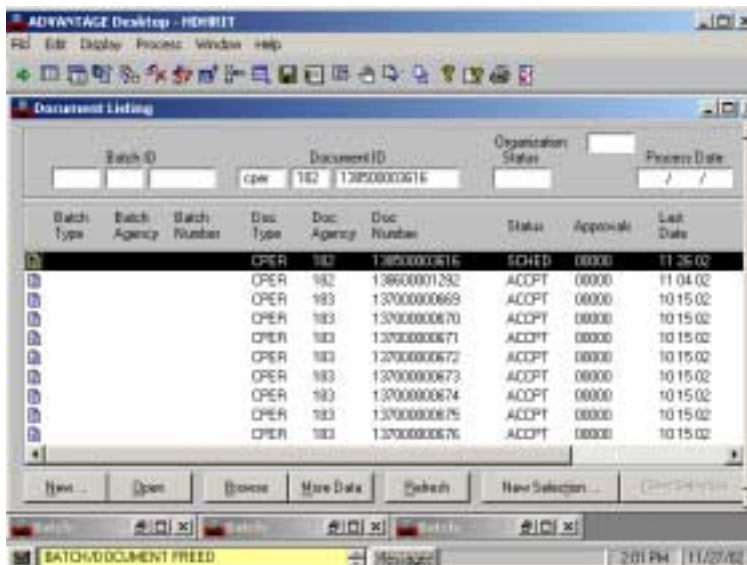 ADVANTAGE Desktop - HDHRIT
Edit Display Process Window Help
Document Listing
Batch ID
Document ID
Organization
Status
Process Date
cper 182 138500003616 / /
Batch Type Batch Agency Batch Number Doc Type Doc Agency Doc Number Status Approvals Last Date
CPER 182 138500003616 SCHED 00000 11 26 02
CPER 182 138600001292 ACCPT 00000 11 04 02
CPER 183 137000000669 ACCPT 00000 10 15 02
CPER 183 137000000670 ACCPT 00000 10 15 02
CPER 183 137000000671 ACCPT 00000 10 15 02
CPER 183 137000000672 ACCPT 00000 10 15 02
CPER 183 137000000673 ACCPT 00000 10 15 02
CPER 183 137000000674 ACCPT 00000 10 15 02
CPER 183 137000000675 ACCPT 00000 10 15 02
CPER 183 137000000676 ACCPT 00000 10 15 02
New ... Open Browse More Data Refresh New Selection ...
Batch Batch Batch
BATCH/DOCUMENT FREED Messages 2:01 PM 11/27/02